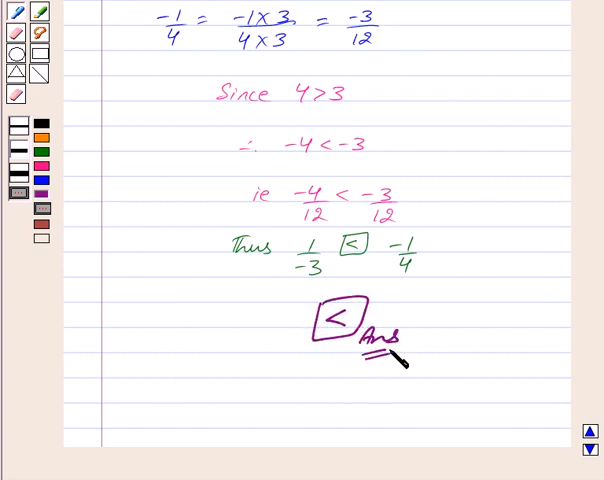 -1/4 = -1×3/4×3 = -3/12
Since 4>3
∴ -4<-3
ie -4/12 < -3/12
Thus 1/-3 < -1/4
<
Ans